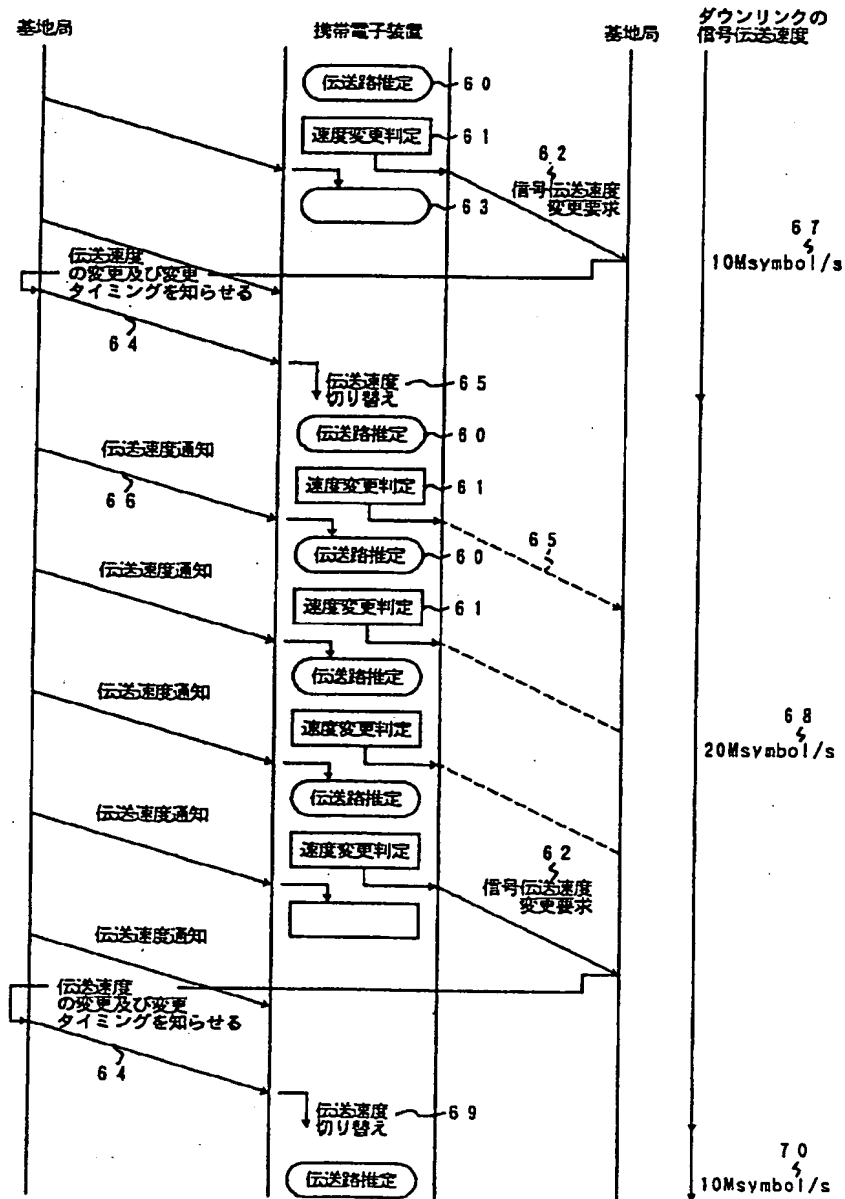 基地局
携帯電子装置
基地局
ダウンリンクの
信号伝送速度
伝送路推定
60
速度変更判定
61
62
信号伝送速度
変更要求
63
67
10Msymbol/s
伝送速度
の変更及び変更
タイミングを知らせる
64
伝送速度
切り替え
65
伝送路推定
60
伝送速度通知
66
速度変更判定
61
65
伝送路推定
60
伝送速度通知
速度変更判定
61
伝送路推定
伝送速度通知
速度変更判定
68
20Msymbol/s
伝送路推定
伝送速度通知
速度変更判定
62
信号伝送速度
変更要求
伝送速度通知
伝送速度
の変更及び変更
タイミングを知らせる
64
伝送速度
切り替え
69
伝送路推定
70
10Msymbol/s